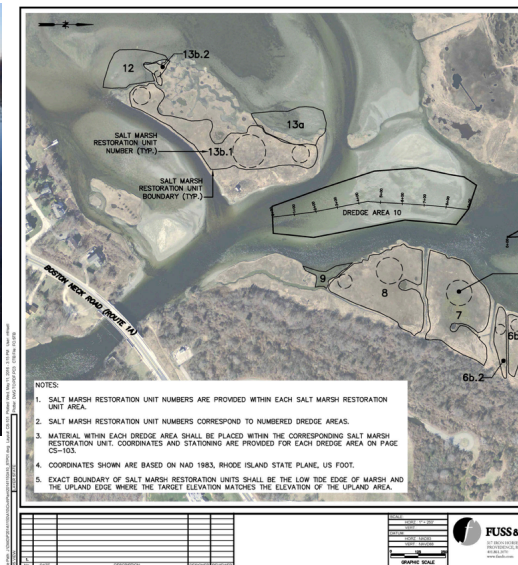 12
13b.2
13a
SALT MARSH
RESTORATION UNIT
NUMBER (TYP.)
13b.1
SALT MARSH
RESTORATION UNIT
BOUNDARY (TYP.)
DREDGE AREA 10
9
8
7
6b.2
6b
BOSTON NECK ROAD (ROUTE 1A)
NOTES:
1. SALT MARSH RESTORATION UNIT NUMBERS ARE PROVIDED WITHIN EACH SALT MARSH RESTORATION
UNIT AREA.
2. SALT MARSH RESTORATION UNIT NUMBERS CORRESPOND TO NUMBERED DREDGE AREAS.
3. MATERIAL WITHIN EACH DREDGE AREA SHALL BE PLACED WITHIN THE CORRESPONDING SALT MARSH
RESTORATION UNIT. COORDINATES AND STATIONING ARE PROVIDED FOR EACH DREDGE AREA ON PAGE
CS-103.
4. COORDINATES SHOWN ARE BASED ON NAD 1983, RHODE ISLAND STATE PLANE, US FOOT.
5. EXACT BOUNDARY OF SALT MARSH RESTORATION UNITS SHALL BE THE LOW TIDE EDGE OF MARSH AND
THE UPLAND EDGE WHERE THE TARGET ELEVATION MATCHES THE ELEVATION OF THE UPLAND AREA.
SCALE:
HORZ.: 1" = 250'
VERT.:
DATUM:
GRAPHIC SCALE
FUSS &